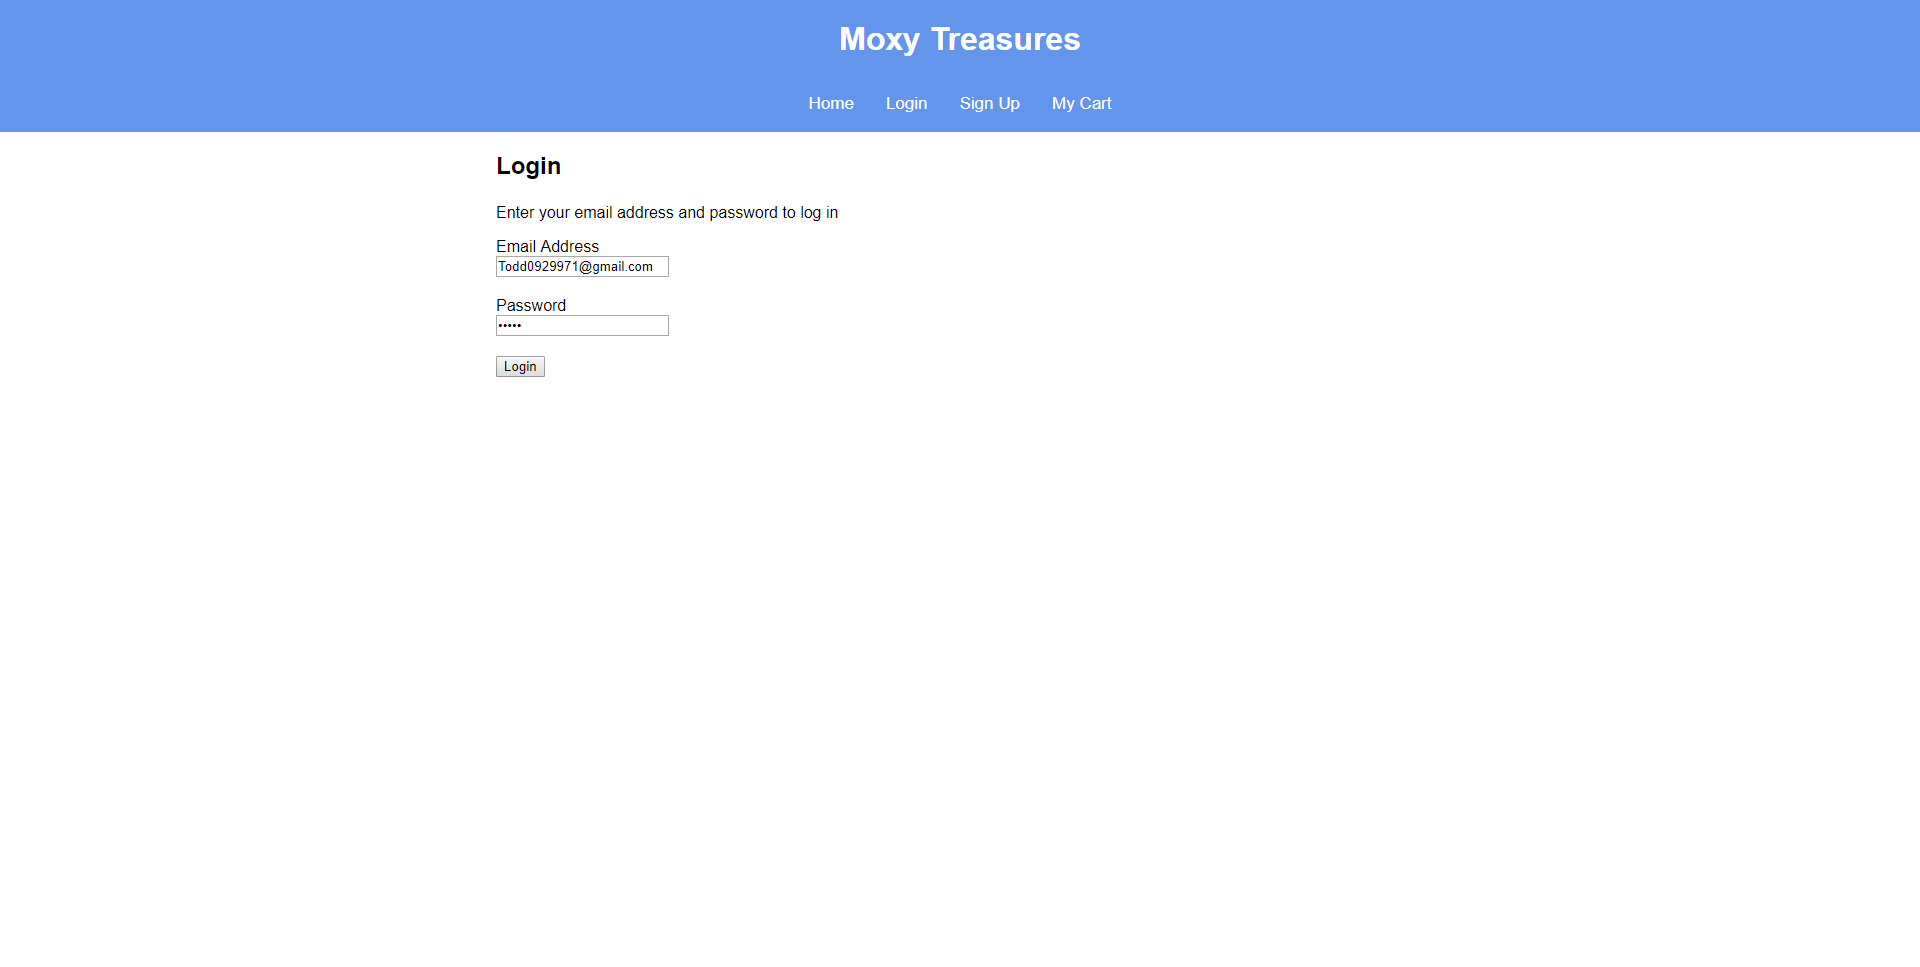 Moxy Treasures
Home Login Sign Up My Cart
Login
Enter your email address and password to log in
Email Address
Todd0929971@gmail.com
Password
•••••
Login